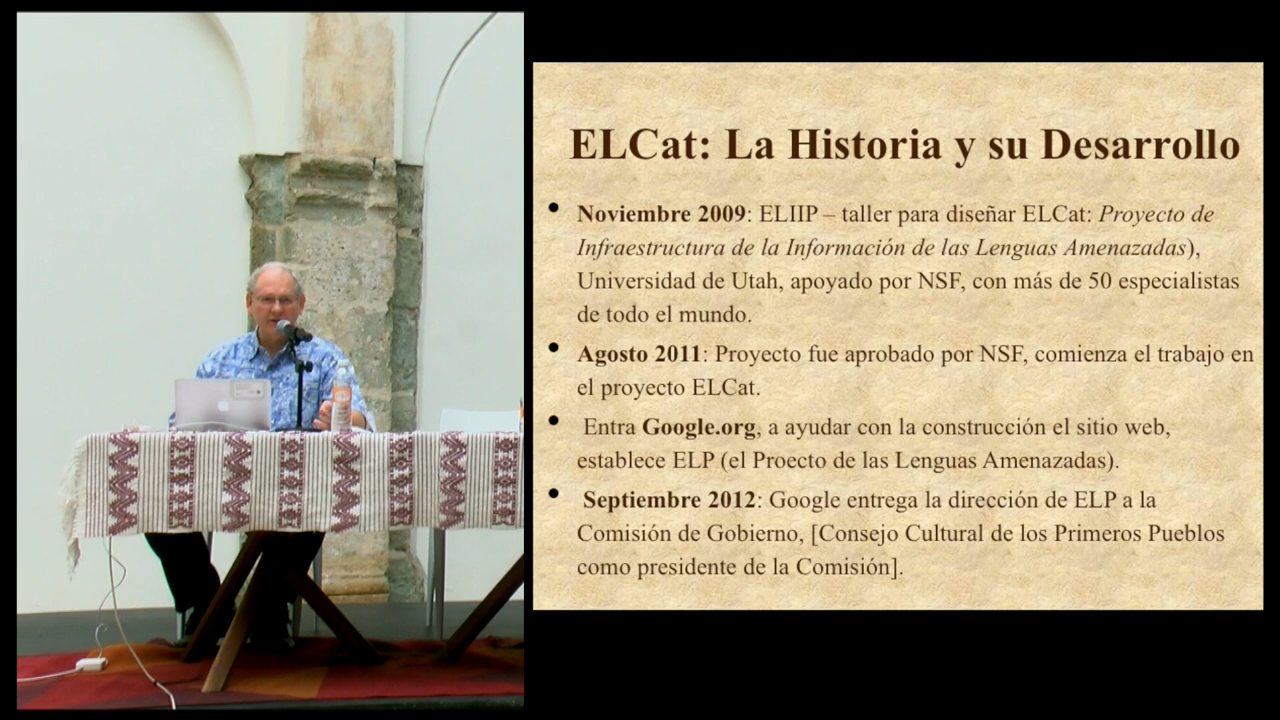 ELCat: La Historia y su Desarrollo
• Noviembre 2009: ELIIP – taller para diseñar ELCat: Proyecto de
Infraestructura de la Información de las Lenguas Amenazadas),
Universidad de Utah, apoyado por NSF, con más de 50 especialistas
de todo el mundo.
• Agosto 2011: Proyecto fue aprobado por NSF, comienza el trabajo en
el proyecto ELCat.
• Entra Google.org, a ayudar con la construcción el sitio web,
establece ELP (el Proecto de las Lenguas Amenazadas).
• Septiembre 2012: Google entrega la dirección de ELP a la
Comisión de Gobierno, [Consejo Cultural de los Primeros Pueblos
como presidente de la Comisión].